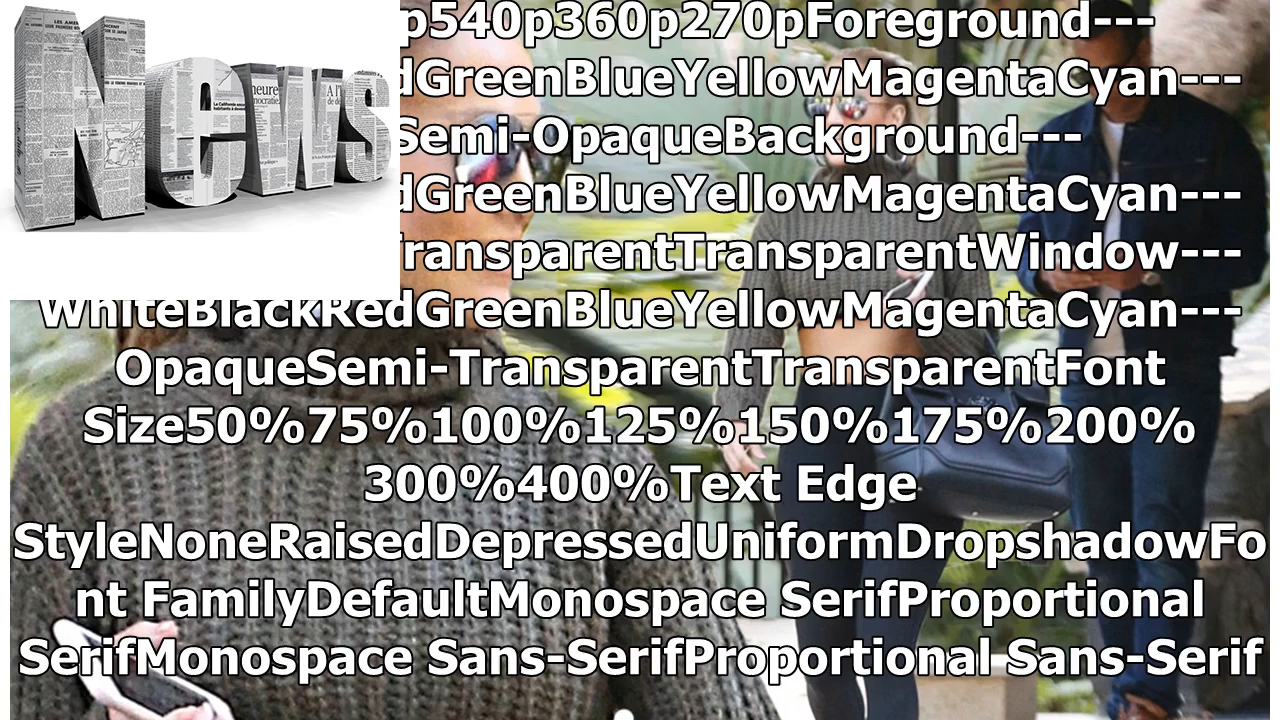 News
p540p360p270pForeground---
dGreenBlueYellowMagentaCyan---
Semi-OpaqueBackground---
dGreenBlueYellowMagentaCyan---
TransparentTransparentWindow---
WhiteBlackRedGreenBlueYellowMagentaCyan---
OpaqueSemi-TransparentTransparentFont
Size50%75%100%125%150%175%200%
300%400%Text Edge
StyleNoneRaisedDepressedUniformDropshadowFo
nt FamilyDefaultMonospace SerifProportional
SerifMonospace Sans-SerifProportional Sans-Serif